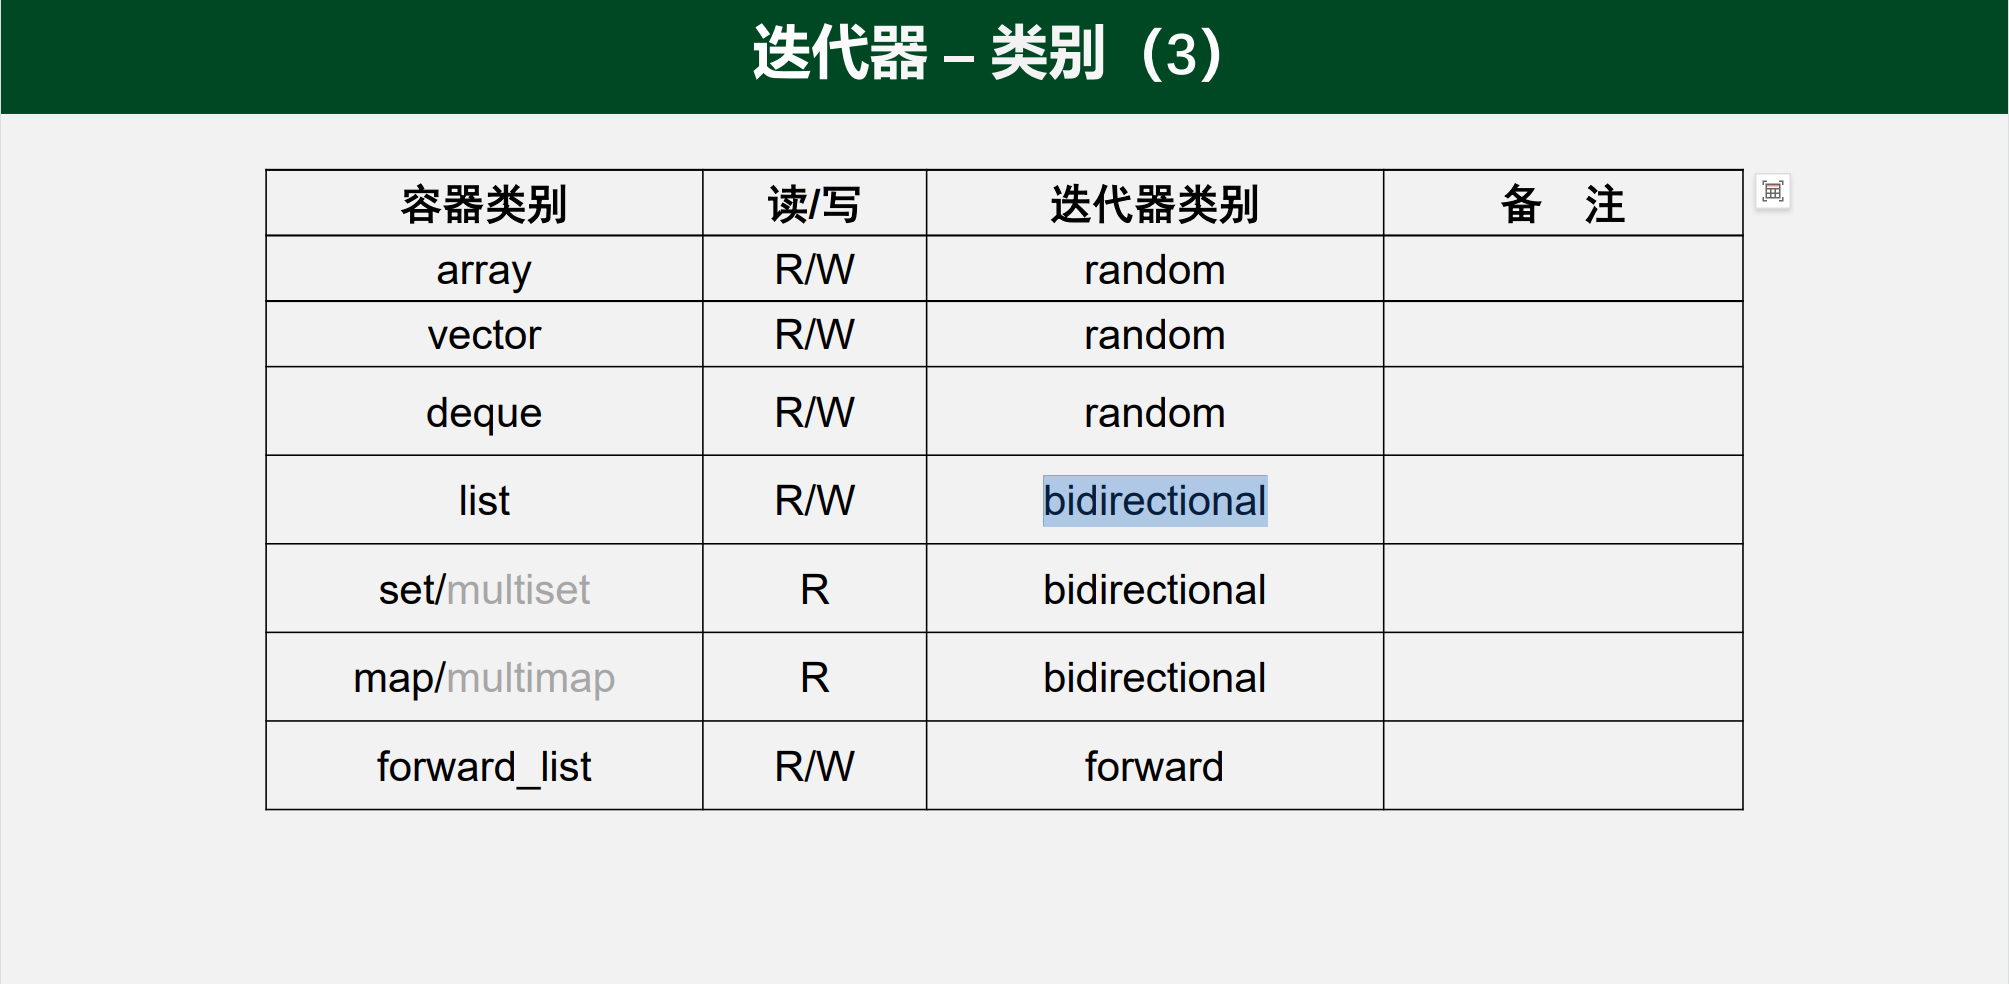 迭代器 – 类别（3）
容器类别 读/写 迭代器类别 备 注
array R/W random
vector R/W random
deque R/W random
list R/W bidirectional
set/multiset R bidirectional
map/multimap R bidirectional
forward_list R/W forward